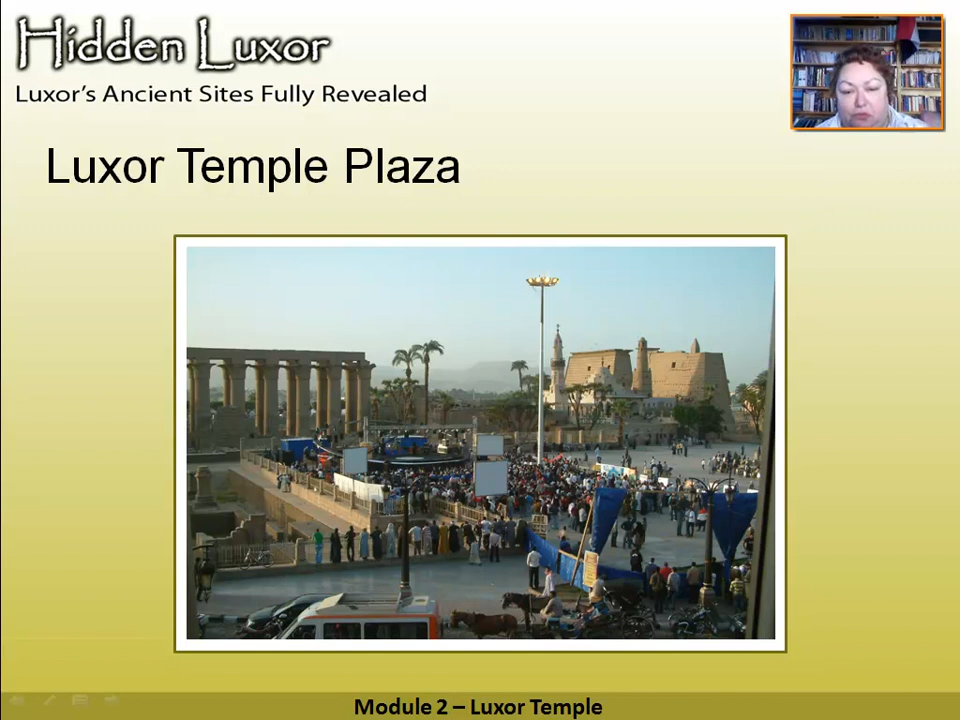 Hidden Luxor
Luxor's Ancient Sites Fully Revealed
Luxor Temple Plaza
Module 2 – Luxor Temple